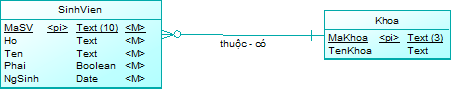 SinhVien
MaSV <pi> Text (10) <M>
Ho Text <M>
Ten Text <M>
Phai Boolean <M>
NgSinh Date <M>
thuộc - có
Khoa
MaKhoa <pi> Text (3)
TenKhoa Text